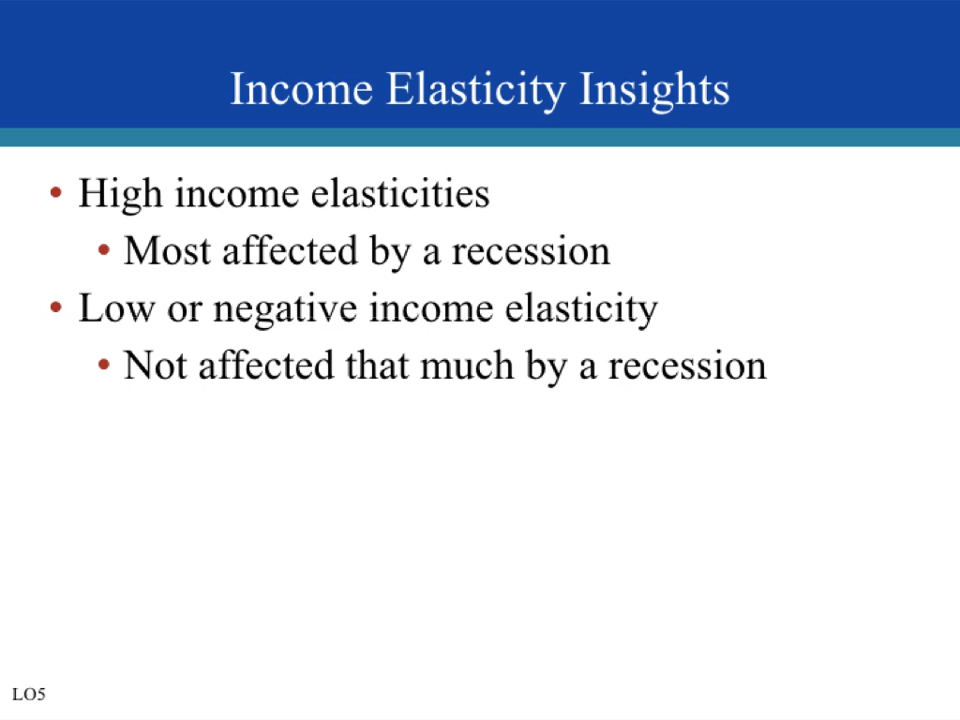 Income Elasticity Insights
• High income elasticities
• Most affected by a recession
• Low or negative income elasticity
• Not affected that much by a recession
LO5